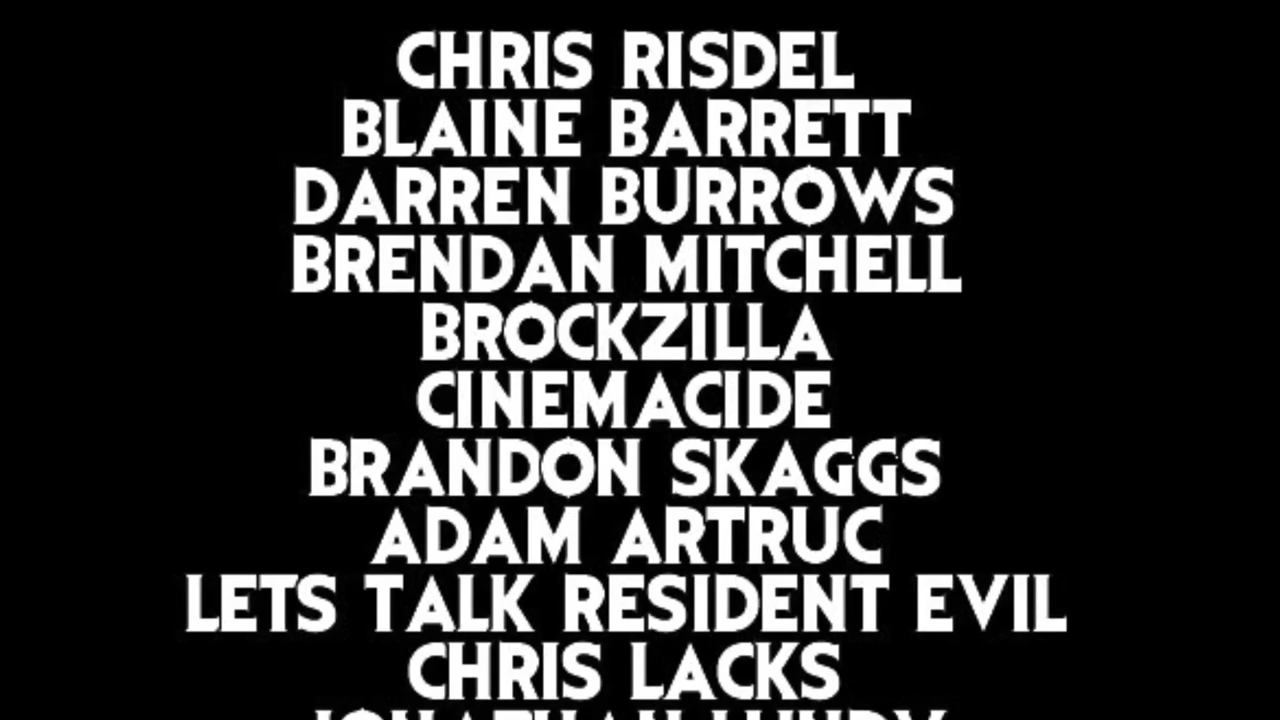 CHRIS RISDEL
BLAINE BARRETT
DARREN BURROWS
BRENDAN MITCHELL
BROCKZILLA
CINEMACIDE
BRANDON SKAGGS
ADAM ARTRUC
LETS TALK RESIDENT EVIL
CHRIS LACKS